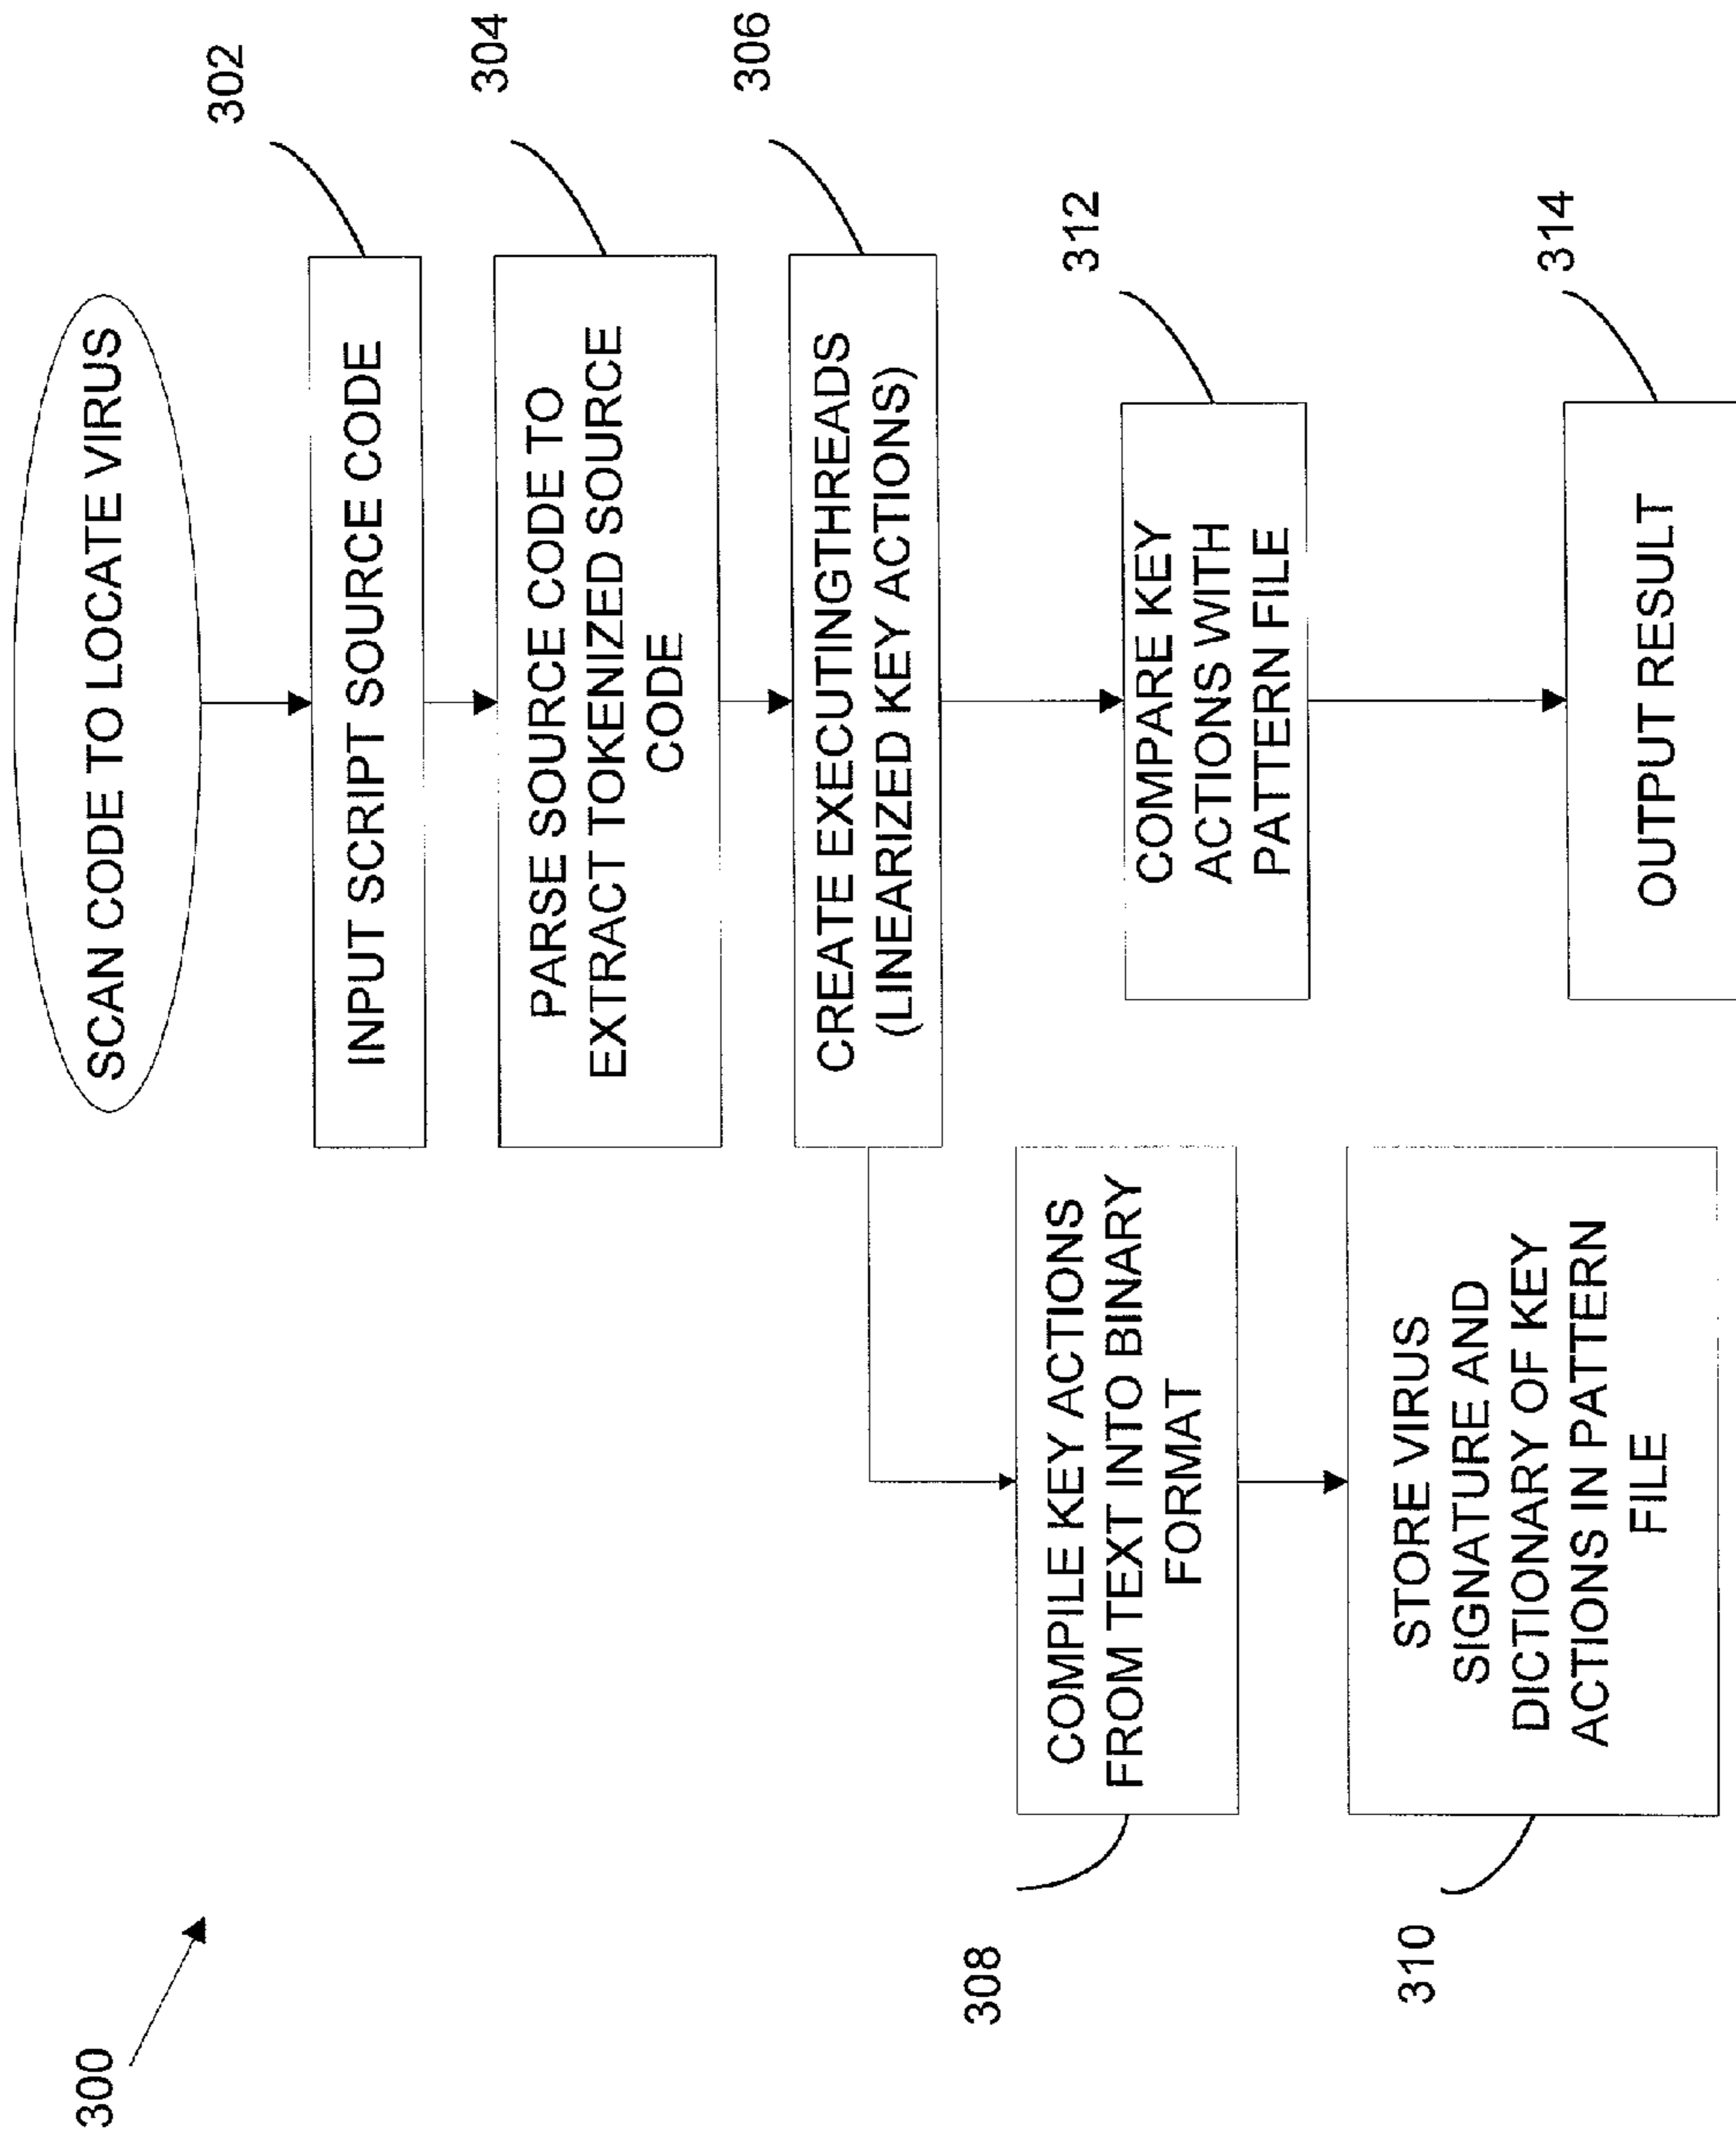 300
SCAN CODE TO LOCATE VIRUS
302
INPUT SCRIPT SOURCE CODE
304
PARSE SOURCE CODE TO
EXTRACT TOKENIZED SOURCE
CODE
306
CREATE EXECUTINGTHREADS
(LINEARIZED KEY ACTIONS)
308
COMPILE KEY ACTIONS
FROM TEXT INTO BINARY
FORMAT
310
STORE VIRUS
SIGNATURE AND
DICTIONARY OF KEY
ACTIONS IN PATTERN
FILE
312
COMPARE KEY
ACTIONS WITH
PATTERN FILE
314
OUTPUT RESULT